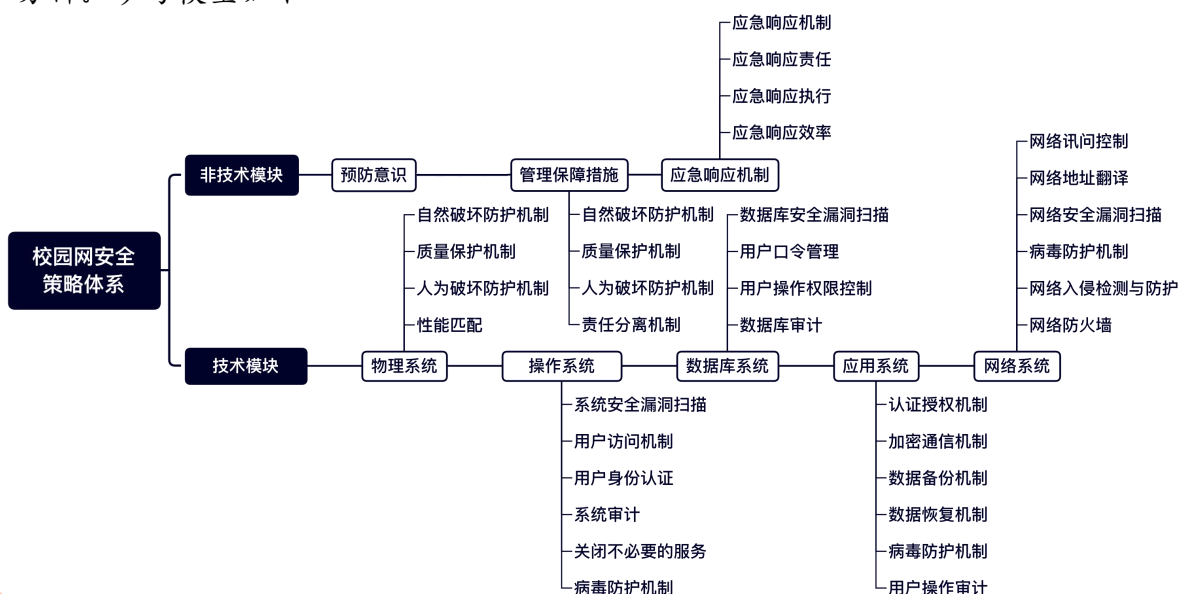 应急响应机制
应急响应责任
应急响应执行
应急响应效率
非技术模块
预防意识
管理保障措施
应急响应机制
自然破坏防护机制
质量保护机制
人为破坏防护机制
性能匹配
自然破坏防护机制
质量保护机制
人为破坏防护机制
责任分离机制
数据库安全漏洞扫描
用户口令管理
用户操作权限控制
数据库审计
网络讯问控制
网络地址翻译
网络安全漏洞扫描
病毒防护机制
网络入侵检测与防护
网络防火墙
校园网安全
策略体系
技术模块
物理系统
操作系统
数据库系统
应用系统
网络系统
系统安全漏洞扫描
用户访问机制
用户身份认证
系统审计
关闭不必要的服务
病毒防护机制
认证授权机制
加密通信机制
数据备份机制
数据恢复机制
病毒防护机制
用户操作审计